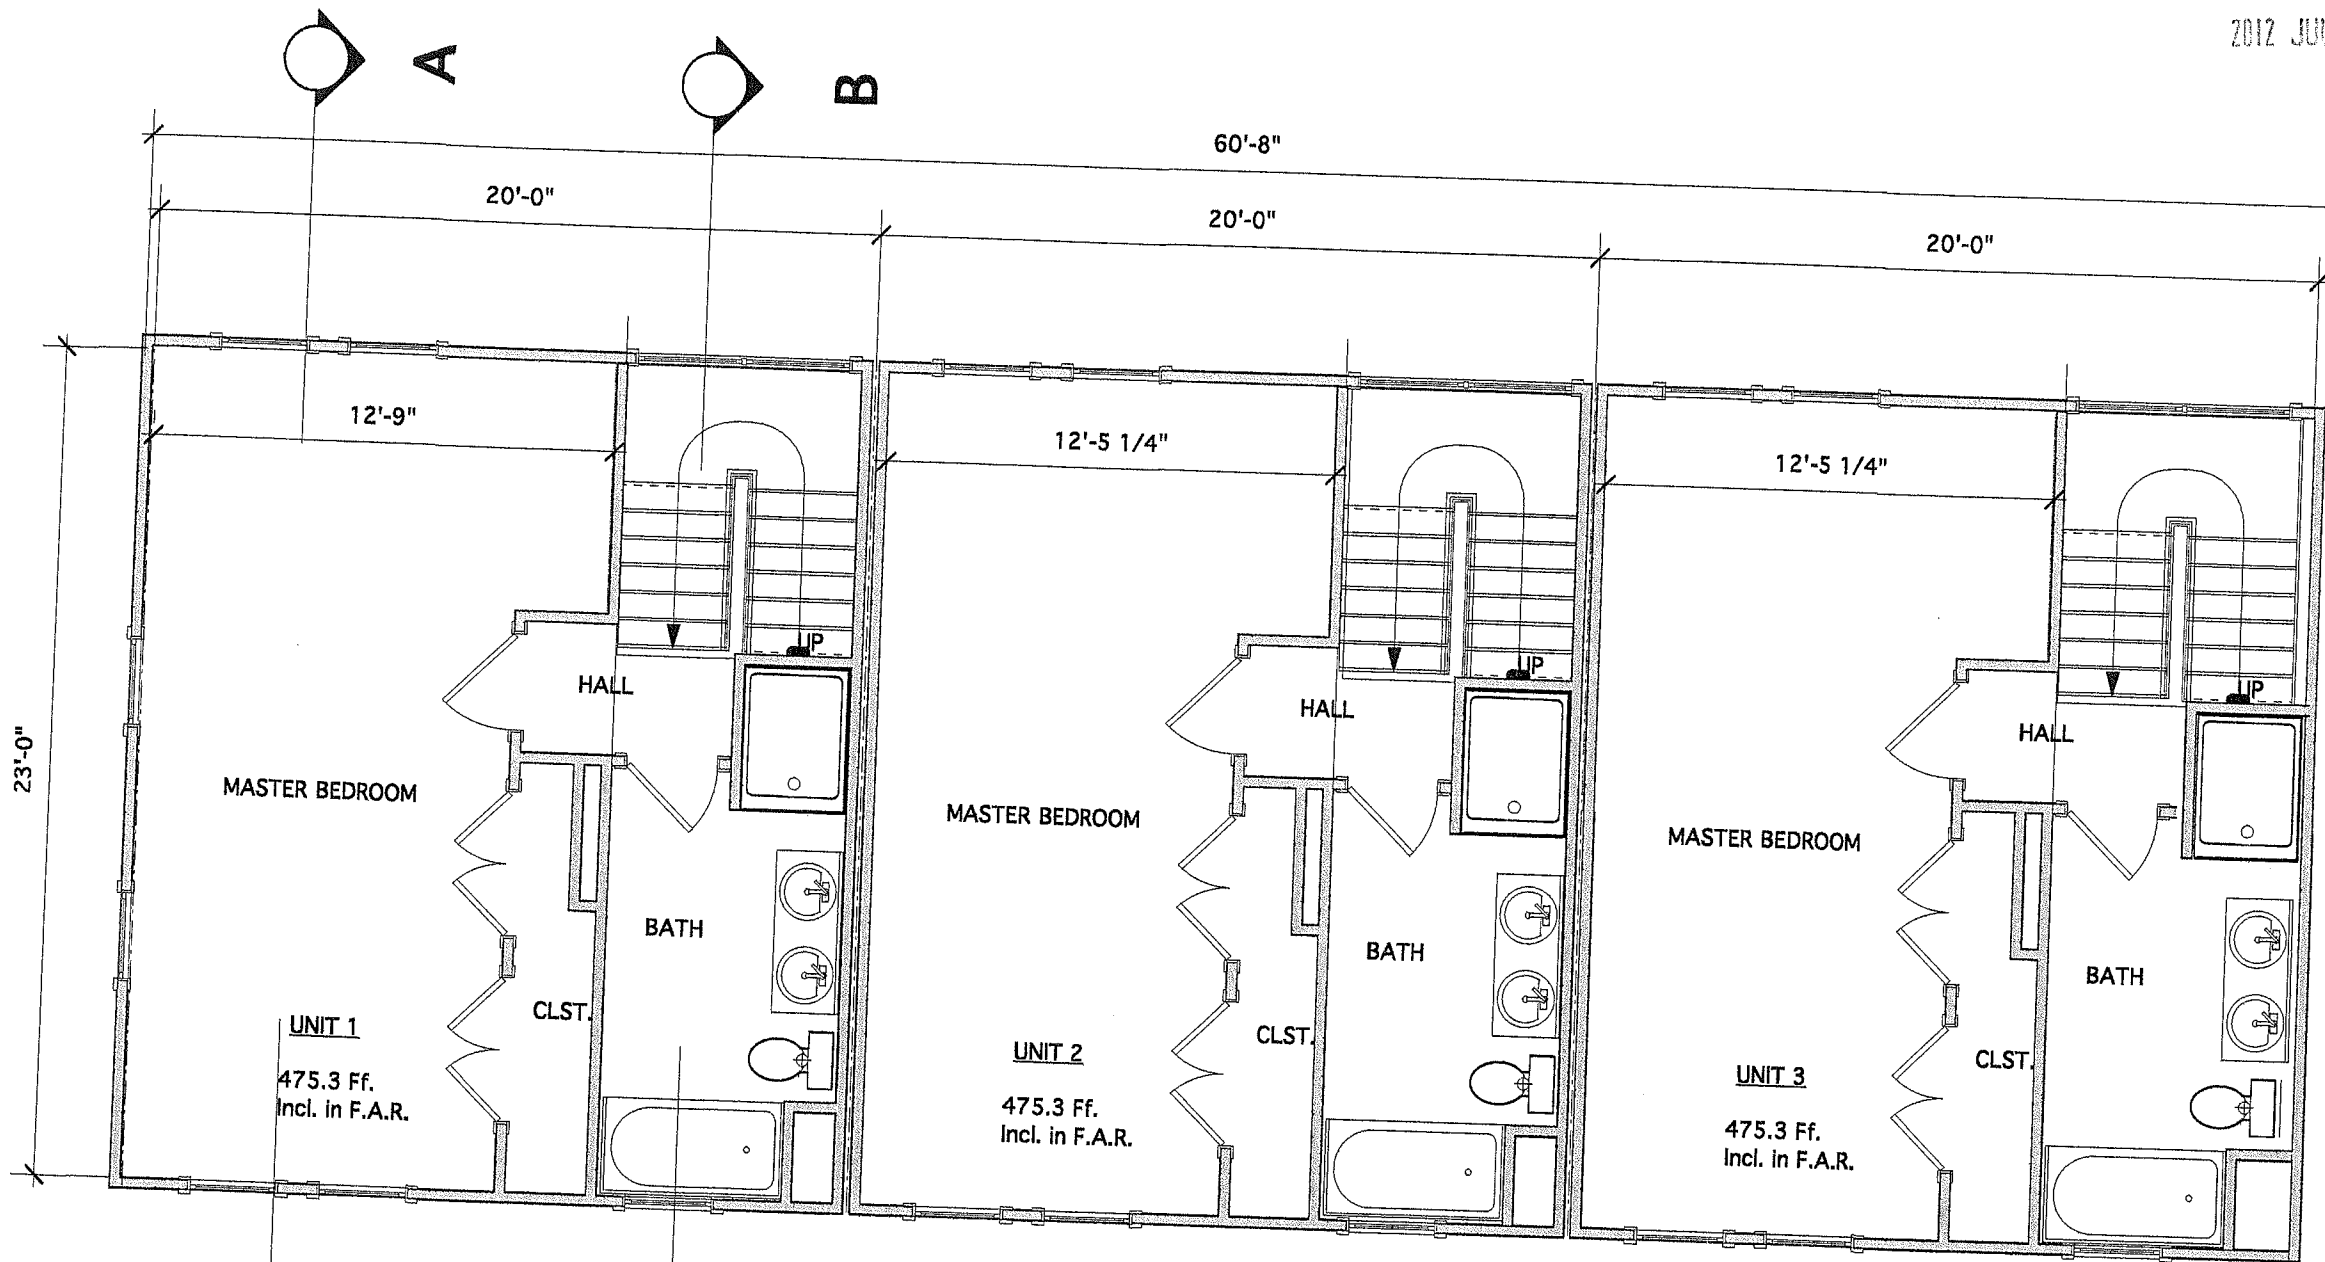 2012 JUN
A
B
60'-8"
20'-0"
20'-0"
20'-0"
12'-9"
12'-5 1/4"
12'-5 1/4"
UP
UP
UP
HALL
HALL
HALL
23'-0"
MASTER BEDROOM
MASTER BEDROOM
MASTER BEDROOM
BATH
BATH
BATH
CLST.
CLST.
CLST.
UNIT 1
475.3 Ff.
Incl. in F.A.R.
UNIT 2
475.3 Ff.
Incl. in F.A.R.
UNIT 3
475.3 Ff.
Incl. in F.A.R.